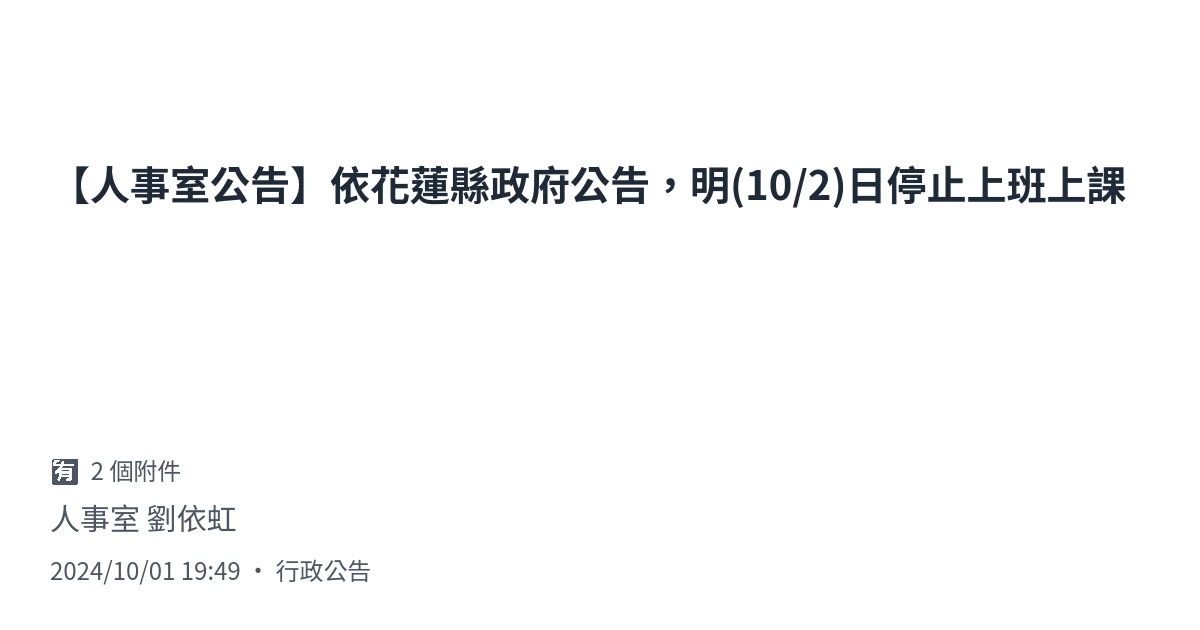 【人事室公告】依花蓮縣政府公告，明(10/2)日停止上班上課
有 2 個附件
人事室 劉依虹
2024/10/01 19:49 ・ 行政公告